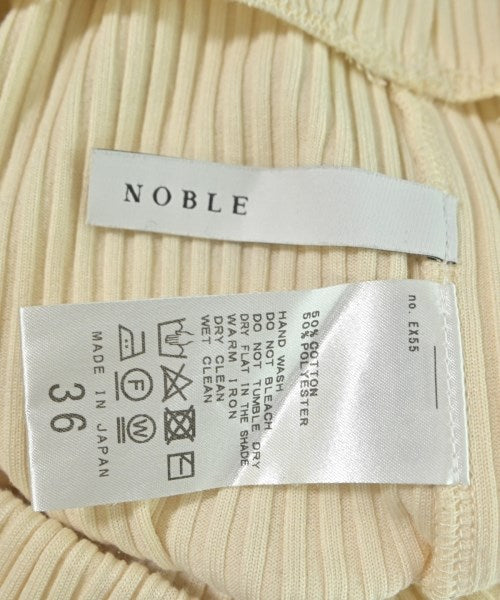 NOBLE
no. EX55
50% COTTON
50% POLYESTER
HAND WASH
DO NOT BLEACH
DO NOT TUMBLE DRY
DRY FLAT IN THE SHADE
WARM IRON
DRY CLEAN
WET CLEAN
F
W
MADE IN JAPAN
36